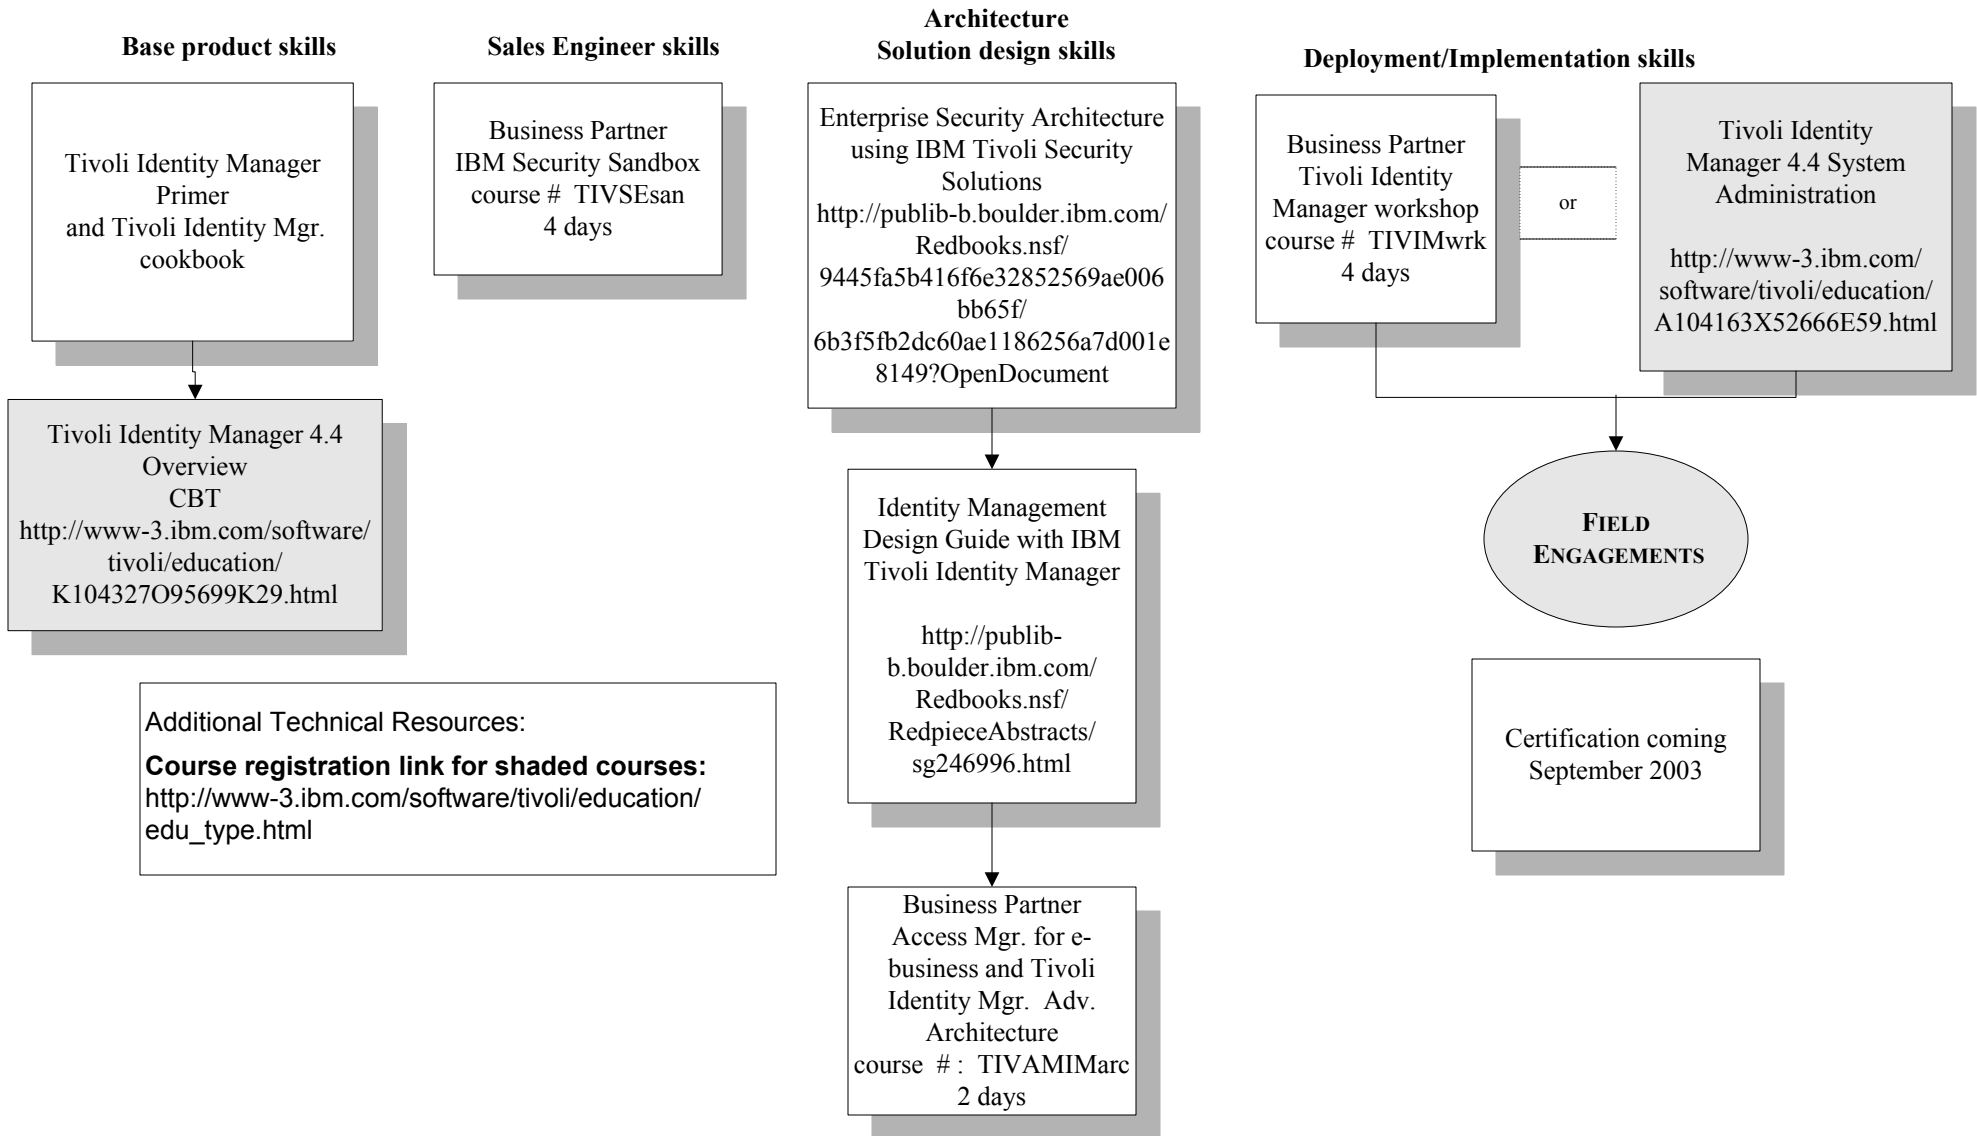 Base product skills
Tivoli Identity Manager
Primer
and Tivoli Identity Mgr.
cookbook
Tivoli Identity Manager 4.4
Overview
CBT
http://www-3.ibm.com/software/
tivoli/education/
K104327O95699K29.html
Sales Engineer skills
Business Partner
IBM Security Sandbox
course #  TIVSEsan
4 days
Architecture
Solution design skills
Enterprise Security Architecture
using IBM Tivoli Security
Solutions
http://publib-b.boulder.ibm.com/
Redbooks.nsf/
9445fa5b416f6e32852569ae006
bb65f/
6b3f5fb2dc60ae1186256a7d001e
8149?OpenDocument
Identity Management
Design Guide with IBM
Tivoli Identity Manager
http://publib-
b.boulder.ibm.com/
Redbooks.nsf/
RedpieceAbstracts/
sg246996.html
Business Partner
Access Mgr. for e-
business and Tivoli
Identity Mgr.  Adv.
Architecture
course  # :  TIVAMIMarc
2 days
Deployment/Implementation skills
Business Partner
Tivoli Identity
Manager workshop
course #  TIVIMwrk
4 days
or
Tivoli Identity
Manager 4.4 System
Administration
http://www-3.ibm.com/
software/tivoli/education/
A104163X52666E59.html
FIELD
ENGAGEMENTS
Certification coming
September 2003
Additional Technical Resources:
Course registration link for shaded courses:
http://www-3.ibm.com/software/tivoli/education/
edu_type.html